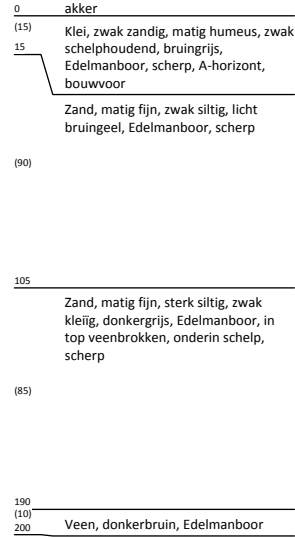 0 akker
(15) Klei, zwak zandig, matig humeus, zwak
15 schelphoudend, bruingrijs,
Edelmanboor, scherp, A-horizont,
bouwvoor
Zand, matig fijn, zwak siltig, licht
bruingeel, Edelmanboor, scherp
(90)
105
Zand, matig fijn, sterk siltig, zwak
kleiïg, donkergrijs, Edelmanboor, in
top veenbrokken, onderin schelp,
scherp
(85)
190
(10)
200 Veen, donkerbruin, Edelmanboor